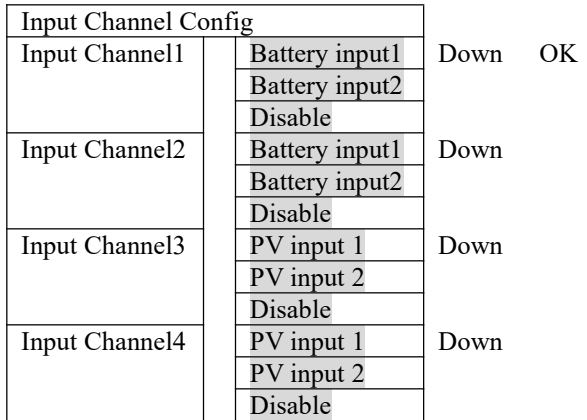 Input Channel Config
Input Channel1 Battery input1 Down OK
Battery input2
Disable
Input Channel2 Battery input1 Down
Battery input2
Disable
Input Channel3 PV input 1 Down
PV input 2
Disable
Input Channel4 PV input 1 Down
PV input 2
Disable